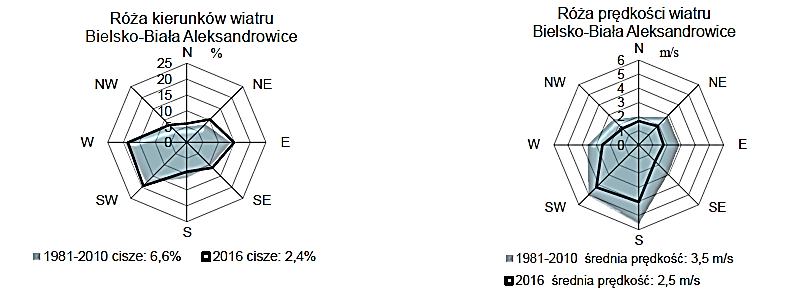 Róża kierunków wiatru
Bielsko-Biała Aleksandrowice
N %
25
20
15
10
5
0
NW
NE
W
E
SW
SE
S
1981-2010 cisze: 6,6% 2016 cisze: 2,4%
Róża prędkości wiatru
Bielsko-Biała Aleksandrowice
N m/s
6
5
4
3
2
1
0
NW
NE
W
E
SW
SE
S
1981-2010 średnia prędkość: 3,5 m/s
2016 średnia prędkość: 2,5 m/s